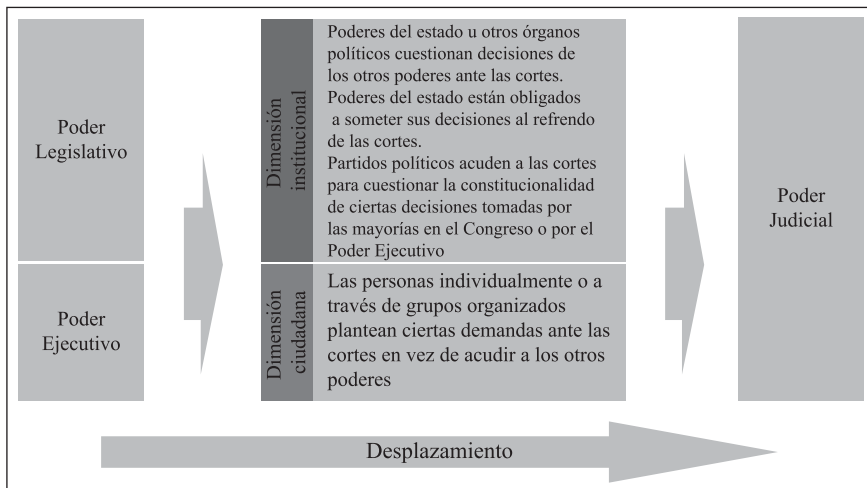 Poder
Legislativo
Poder
Ejecutivo
Dimensión
institucional
Poderes del estado u otros órganos
políticos cuestionan decisiones de
los otros poderes ante las cortes.
Poderes del estado están obligados
a someter sus decisiones al refrendo
de las cortes.
Partidos políticos acuden a las cortes
para cuestionar la constitucionalidad
de ciertas decisiones tomadas por
las mayorías en el Congreso o por el
Poder Ejecutivo
Dimensión
ciudadana
Las personas individualmente o a
través de grupos organizados
plantean ciertas demandas ante las
cortes en vez de acudir a los otros
poderes
Poder
Judicial
Desplazamiento